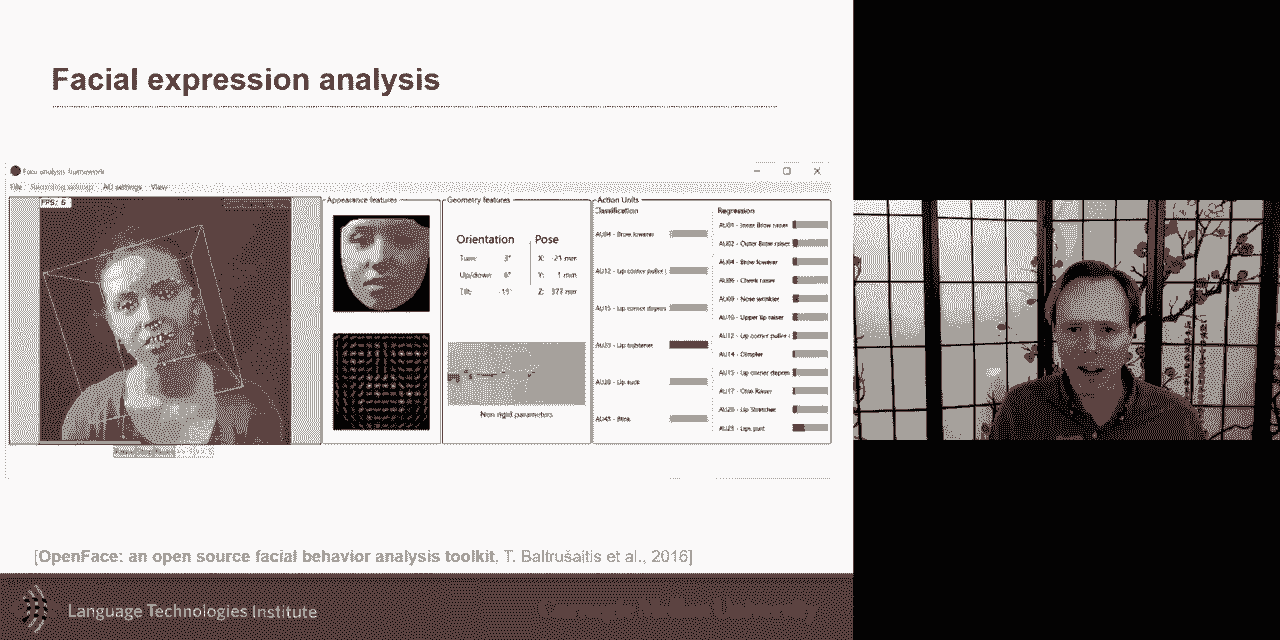 Facial expression analysis
Face analysis framework
File Recording settings AU settings View
FPS: 6
Appearance features
Geometry features
Orientation Pose
Turn: 3° X: -21 mm
Up/down: 6° Y: 1 mm
Tilt: -19° Z: 377 mm
Non rigid parameters
Action Units
Classification
AU04 - Brow lowerer
AU12 - Lip corner puller
AU15 - Lip corner depres
AU23 - Lip tightener
AU28 - Lip suck
AU45 - Blink
Regression
AU01 - Inner Brow raiser
AU02 - Outer Brow raiser
AU04 - Brow lowerer
AU06 - Cheek raiser
AU09 - Nose wrinkler
AU10 - Upper lip raiser
AU12 - Lip corner puller
AU14 - Dimpler
AU15 - Lip corner depres
AU17 - Chin Raiser
AU20 - Lip Stretcher
AU25 - Lips part
[OpenFace: an open source facial behavior analysis toolkit, T. Baltrušaitis et al., 2016]
Language Technologies Institute
Carnegie Mellon University